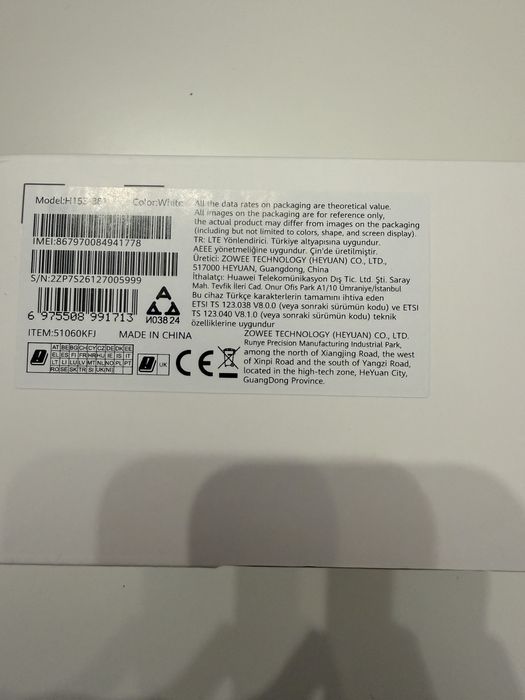 Model:H153-381 Color:White
IMEI:867970084941778
S/N:2ZP7S26127005999
6 975508 991713
И03824
ITEM:51060KFJ MADE IN CHINA
AT BE BG CH CY CZ DE DK EE
EL ES FI FR HR HU IE IS IT
LT LI LU LV MT NL NO PL PT
RO SE SK TR SI UK(NI)
UK
CE
All the data rates on packaging are theoretical value.
All images on the packaging are for reference only,
the actual product may differ from images on the packaging
(including but not limited to colors, shape, and screen display).
TR: LTE Yönlendirici. Türkiye altyapısına uygundur.
AEEE yönetmeliğine uygundur. Çin'de üretilmiştir.
Üretici: ZOWEE TECHNOLOGY (HEYUAN) CO., LTD.,
517000 HEYUAN, Guangdong, China
İthalatçı: Huawei Telekomünikasyon Dış Tic. Ltd. Şti. Saray
Mah. Tevfik İleri Cad. Onur Ofis Park A1/10 Ümraniye/İstanbul
Bu cihaz Türkçe karakterlerin tamamını ihtiva eden
ETSI TS 123.038 V8.0.0 (veya sonraki sürümün kodu) ve ETSI
TS 123.040 V8.1.0 (veya sonraki sürümün kodu) teknik
özelliklerine uygundur
ZOWEE TECHNOLOGY (HEYUAN) CO., LTD.
Runye Precision Manufacturing Industrial Park,
among the north of Xiangjing Road, the west
of Xinpi Road and the south of Yangzi Road,
located in the high-tech zone, HeYuan City,
GuangDong Province.